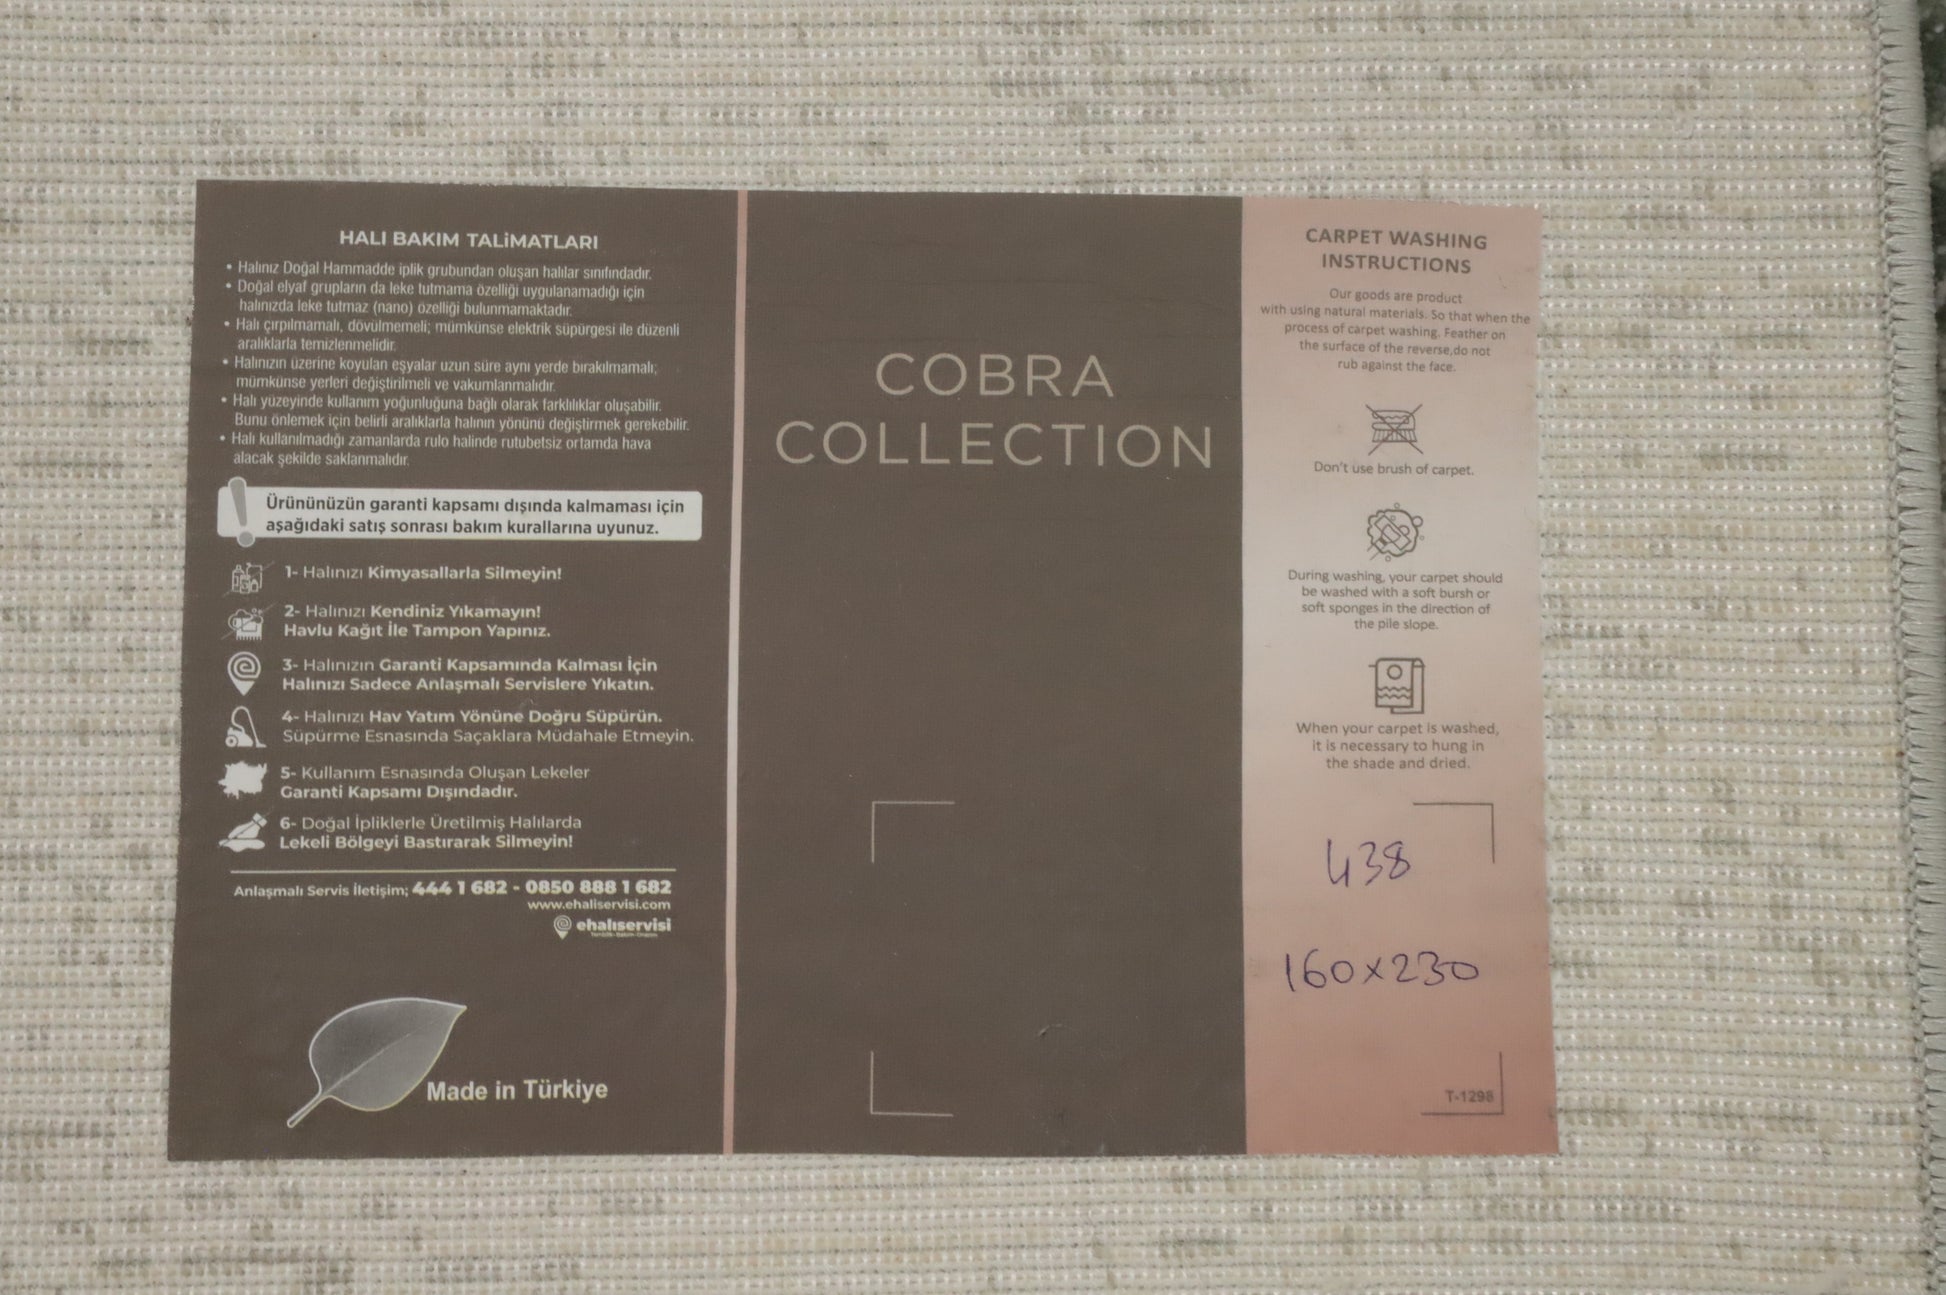 HALI BAKIM TALİMATLARI
• Halınız Doğal Hammadde iplik grubundan oluşan halılar sınıfındadır.
• Doğal elyaf grupların da leke tutmama özelliği uygulanamadığı için
halınızda leke tutmaz (nano) özelliği bulunmamaktadır.
• Halı çırpılmamalı, dövülmemeli; mümkünse elektrik süpürgesi ile düzenli
aralıklarla temizlenmelidir.
• Halınızın üzerine koyulan eşyalar uzun süre aynı yerde bırakılmamalı;
mümkünse yerleri değiştirilmeli ve vakumlanmalıdır.
• Halı yüzeyinde kullanım yoğunluğuna bağlı olarak farklılıklar oluşabilir.
Bunu önlemek için belirli aralıklarla halının yönünü değiştirmek gerekebilir.
• Halı kullanılmadığı zamanlarda rulo halinde rutubetsiz ortamda hava
alacak şekilde saklanmalıdır.
Ürününüzün garanti kapsamı dışında kalmaması için
aşağıdaki satış sonrası bakım kurallarına uyunuz.
1- Halınızı Kimyasallarla Silmeyin!
2- Halınızı Kendiniz Yıkamayın!
Havlu Kağıt İle Tampon Yapınız.
3- Halınızın Garanti Kapsamında Kalması İçin
Halınızı Sadece Anlaşmalı Servislere Yıkatın.
4- Halınızı Hav Yatım Yönüne Doğru Süpürün.
Süpürme Esnasında Saçaklara Müdahale Etmeyin.
5- Kullanım Esnasında Oluşan Lekeler
Garanti Kapsamı Dışındadır.
6- Doğal İpliklerle Üretilmiş Halılarda
Lekeli Bölgeyi Bastırarak Silmeyin!
Anlaşmalı Servis İletişim; 444 1 682 - 0850 888 1 682
www.ehaliservisi.com
ehalıservisi
Made in Türkiye
COBRA
COLLECTION
CARPET WASHING
INSTRUCTIONS
Our goods are product
with using natural materials. So that when the
process of carpet washing. Feather on
the surface of the reverse,do not
rub against the face.
Don't use brush of carpet.
During washing, your carpet should
be washed with a soft bursh or
soft sponges in the direction of
the pile slope.
When your carpet is washed,
it is necessary to hung in
the shade and dried.
438
160x230
T-1298